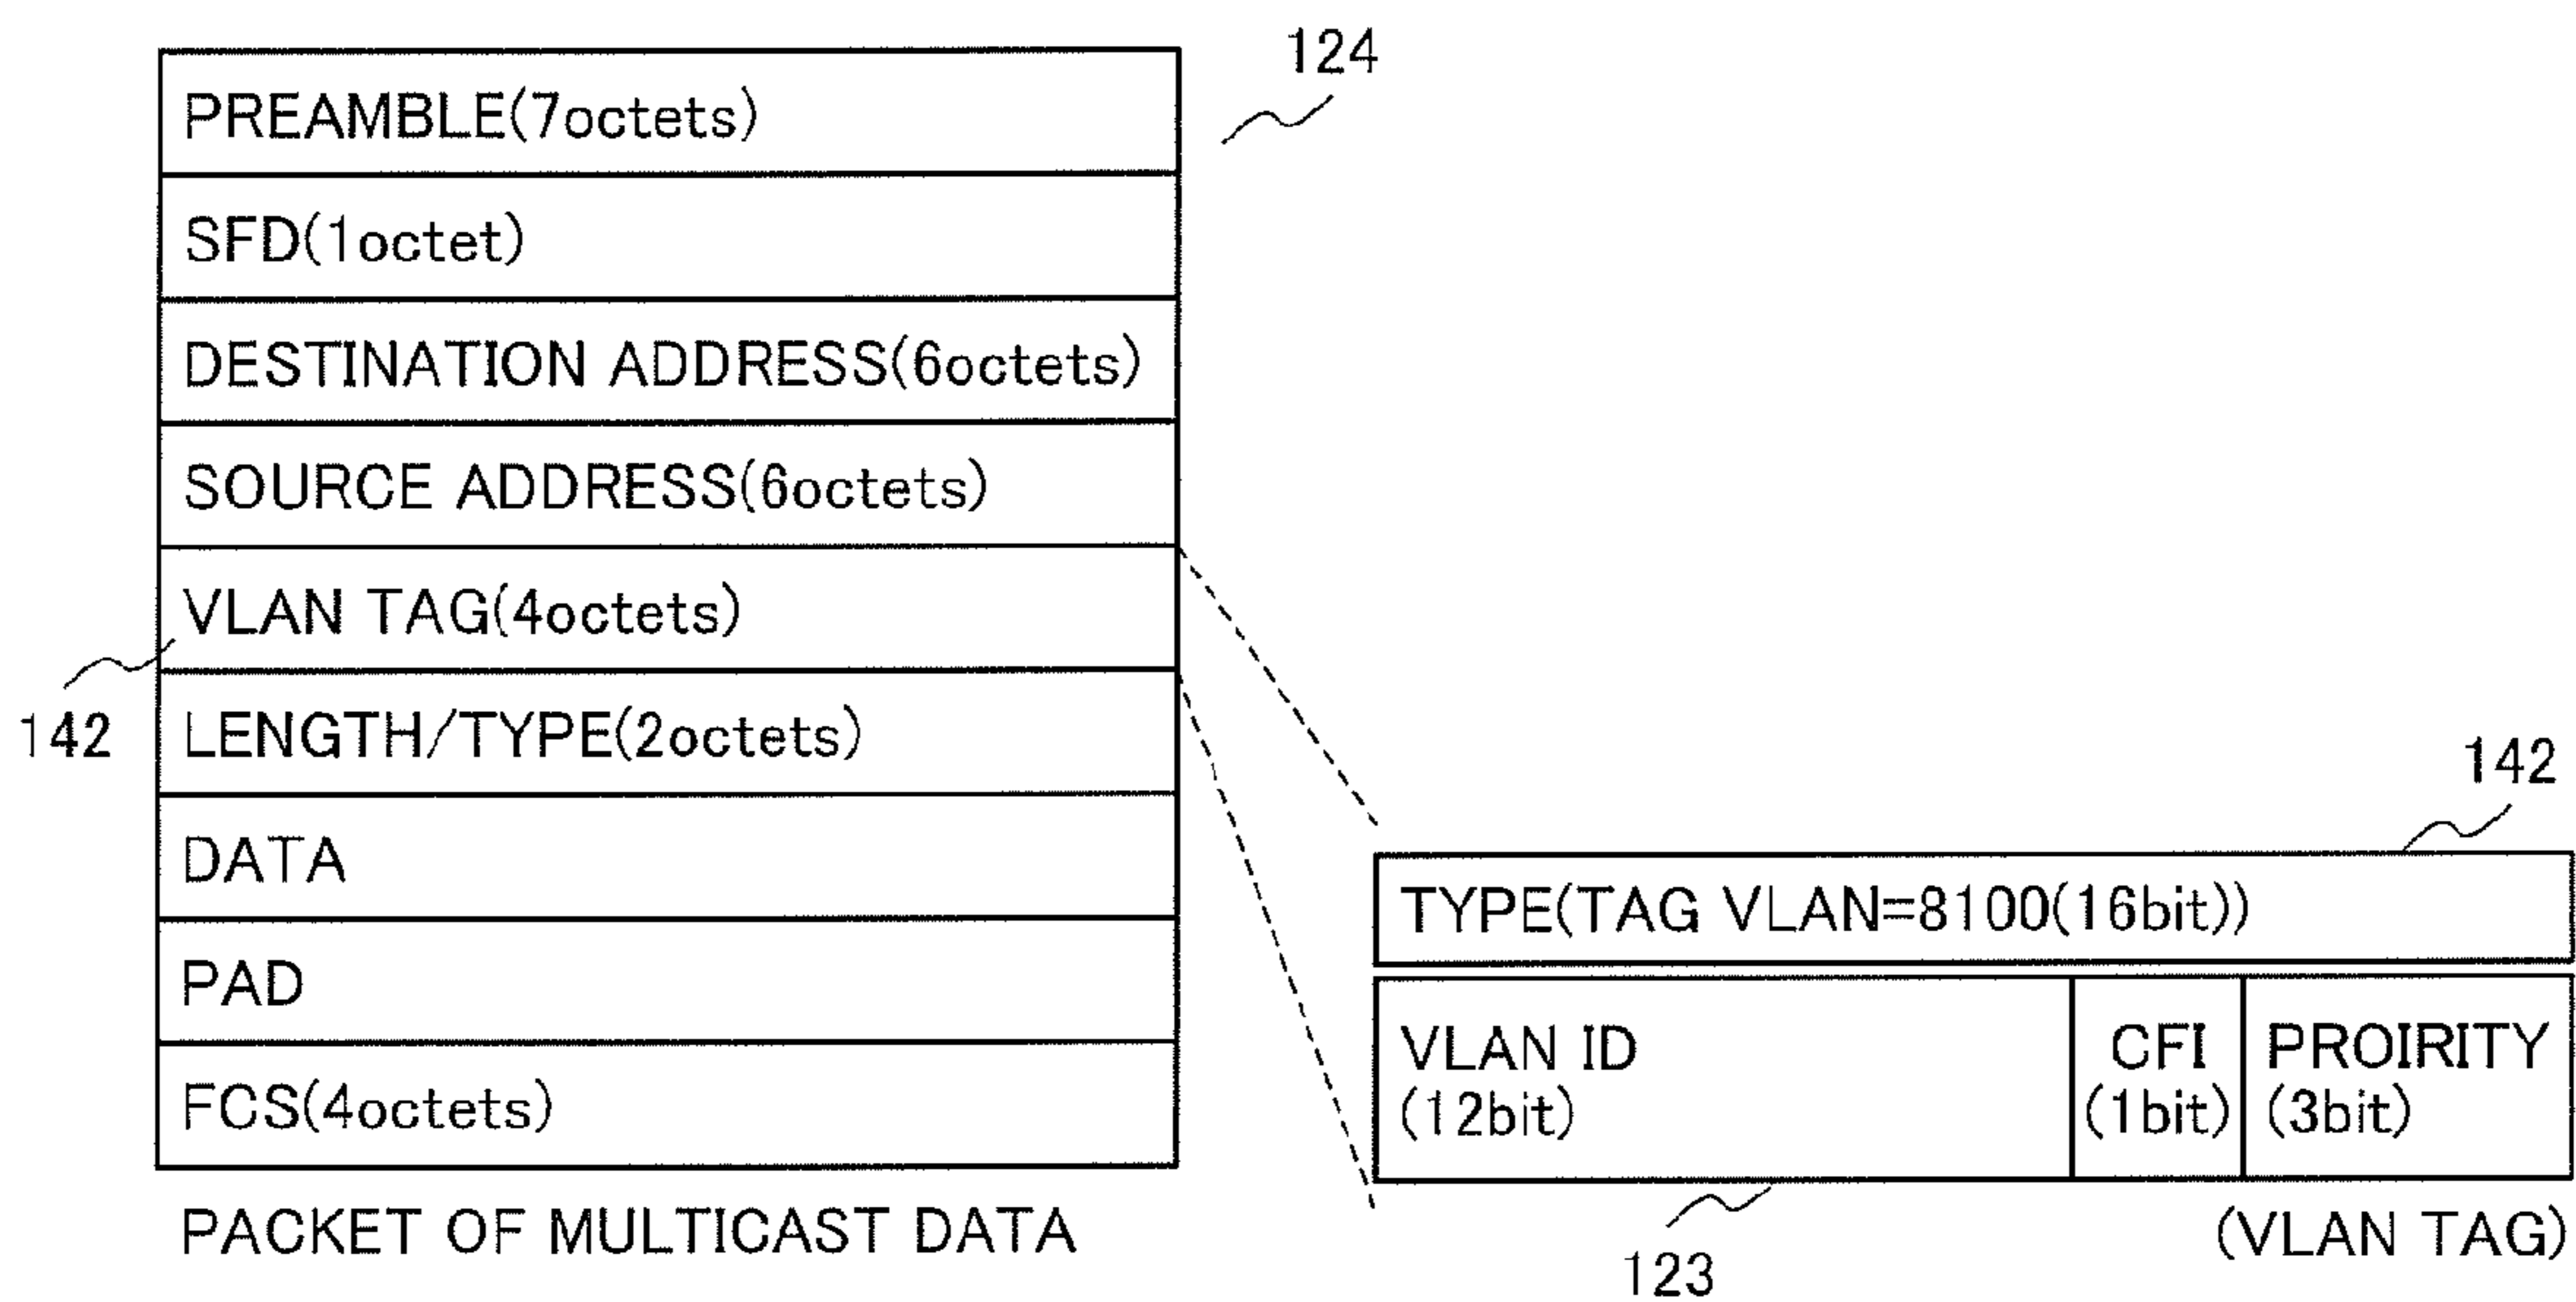 124
PREAMBLE(7octets)
SFD(1octet)
DESTINATION ADDRESS(6octets)
SOURCE ADDRESS(6octets)
VLAN TAG(4octets)
142
LENGTH/TYPE(2octets)
DATA
PAD
FCS(4octets)
PACKET OF MULTICAST DATA
142
TYPE(TAG VLAN=8100(16bit))
VLAN ID
(12bit)
CFI
(1bit)
PROIRITY
(3bit)
123
(VLAN TAG)